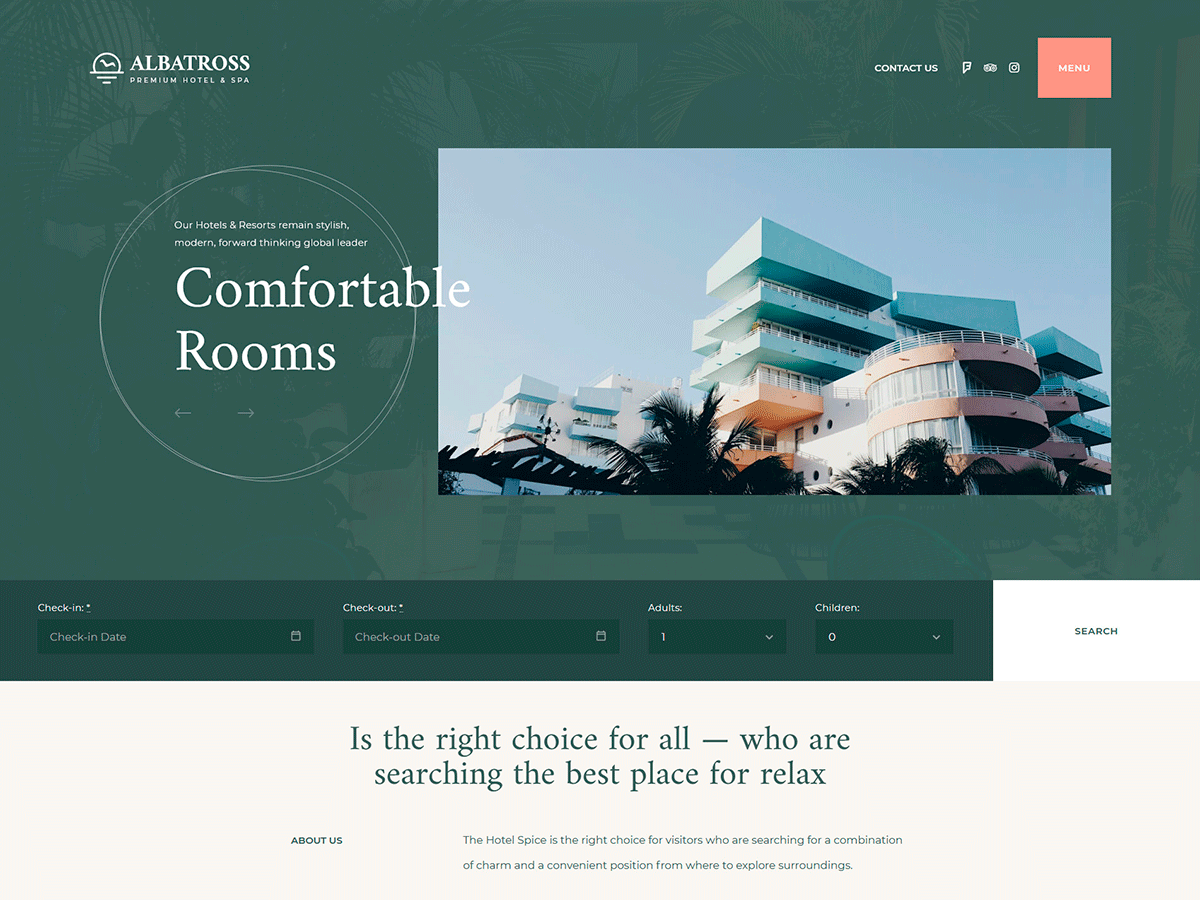 ALBATROSS
PREMIUM HOTEL & SPA
CONTACT US
MENU
Our Hotels & Resorts remain stylish,
modern, forward thinking global leader
Comfortable
Rooms
Check-in: *
Check-out: *
Adults:
Children:
Check-in Date
Check-out Date
1
0
SEARCH
Is the right choice for all — who are
searching the best place for relax
ABOUT US
The Hotel Spice is the right choice for visitors who are searching for a combination
of charm and a convenient position from where to explore surroundings.